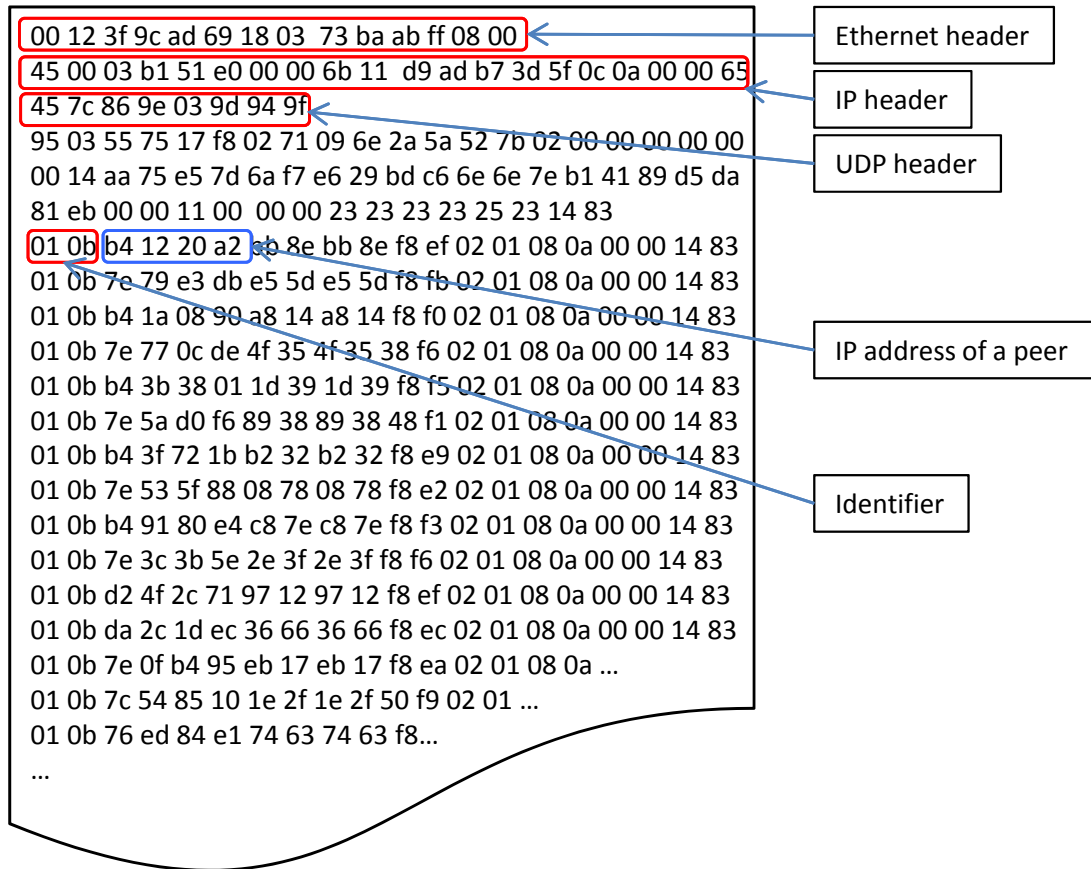 00 12 3f 9c ad 69 18 03  73 ba ab ff 08 00
45 00 03 b1 51 e0 00 00 6b 11  d9 ad b7 3d 5f 0c 0a 00 00 65
45 7c 86 9e 03 9d 94 9f
95 03 55 75 17 f8 02 71 09 6e 2a 5a 52 7b 02 00 00 00 00 00
00 14 aa 75 e5 7d 6a f7 e6 29 bd c6 6e 6e 7e b1 41 89 d5 da
81 eb 00 00 11 00  00 00 23 23 23 23 25 23 14 83
01 0b b4 12 20 a2 eb 8e bb 8e f8 ef 02 01 08 0a 00 00 14 83
01 0b 7e 79 e3 db e5 5d e5 5d f8 fb 02 01 08 0a 00 00 14 83
01 0b b4 1a 08 90 a8 14 a8 14 f8 f0 02 01 08 0a 00 00 14 83
01 0b 7e 77 0c de 4f 35 4f 35 38 f6 02 01 08 0a 00 00 14 83
01 0b b4 3b 38 01 1d 39 1d 39 f8 f5 02 01 08 0a 00 00 14 83
01 0b 7e 5a d0 f6 89 38 89 38 48 f1 02 01 08 0a 00 00 14 83
01 0b b4 3f 72 1b b2 32 b2 32 f8 e9 02 01 08 0a 00 00 14 83
01 0b 7e 53 5f 88 08 78 08 78 f8 e2 02 01 08 0a 00 00 14 83
01 0b b4 91 80 e4 c8 7e c8 7e f8 f3 02 01 08 0a 00 00 14 83
01 0b 7e 3c 3b 5e 2e 3f 2e 3f f8 f6 02 01 08 0a 00 00 14 83
01 0b d2 4f 2c 71 97 12 97 12 f8 ef 02 01 08 0a 00 00 14 83
01 0b da 2c 1d ec 36 66 36 66 f8 ec 02 01 08 0a 00 00 14 83
01 0b 7e 0f b4 95 eb 17 eb 17 f8 ea 02 01 08 0a ...
01 0b 7c 54 85 10 1e 2f 1e 2f 50 f9 02 01 ...
01 0b 76 ed 84 e1 74 63 74 63 f8...
...
Ethernet header
IP header
UDP header
IP address of a peer
Identifier